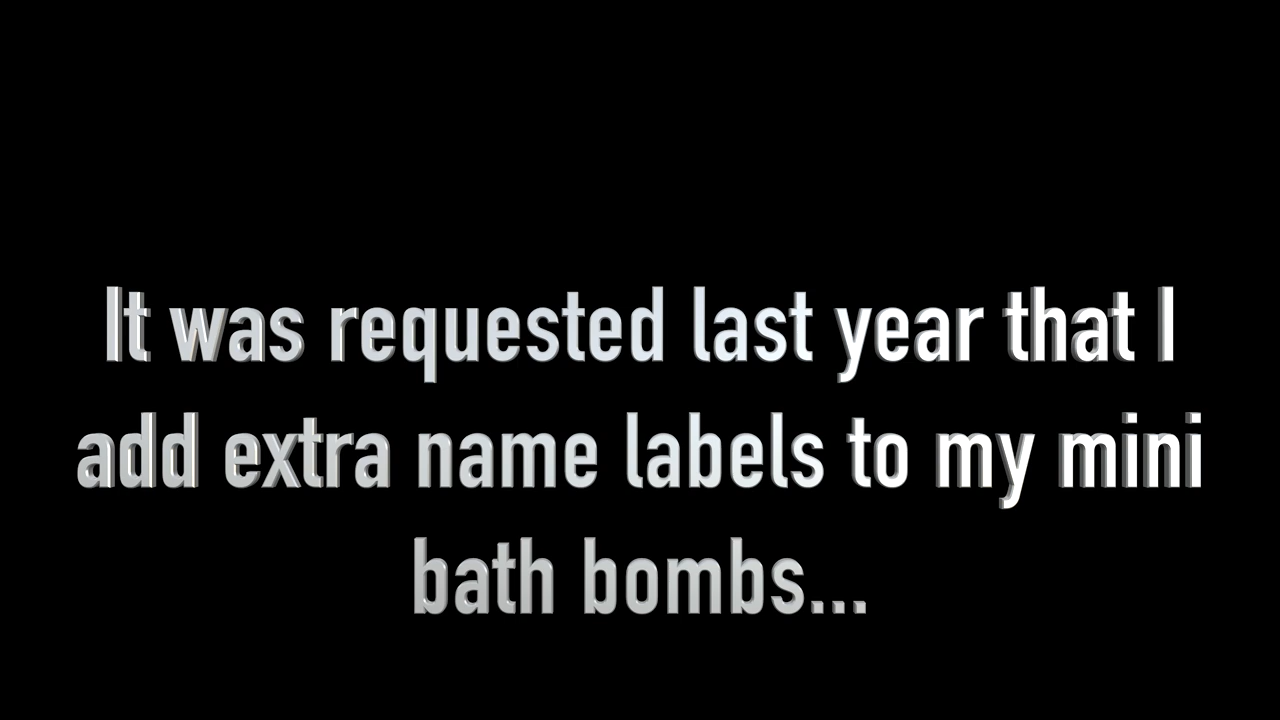 It was requested last year that I
add extra name labels to my mini
bath bombs...